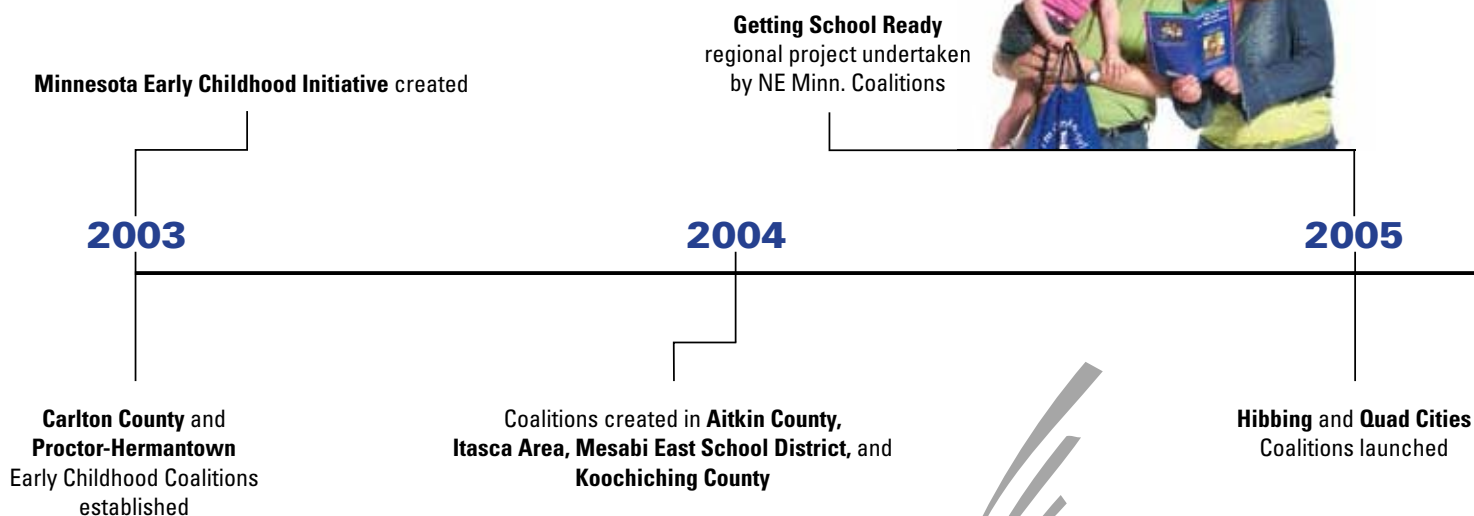 Getting School Ready
regional project undertaken
by NE Minn. Coalitions
Minnesota Early Childhood Initiative created
2003
2004
2005
Carlton County and
Proctor-Hermantown
Early Childhood Coalitions
established
Coalitions created in Aitkin County,
Itasca Area, Mesabi East School District, and
Koochiching County
Hibbing and Quad Cities
Coalitions launched